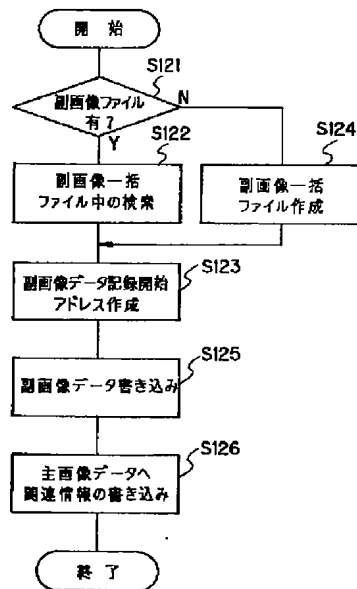 開始
S121
副画像ファイル
有?
N
Y
S122
副画像一括
ファイル中の検索
S124
副画像一括
ファイル作成
S123
副画像データ記録開始
アドレス作成
S125
副画像データ書き込み
S126
主画像データへ
関連情報の書き込み
終了